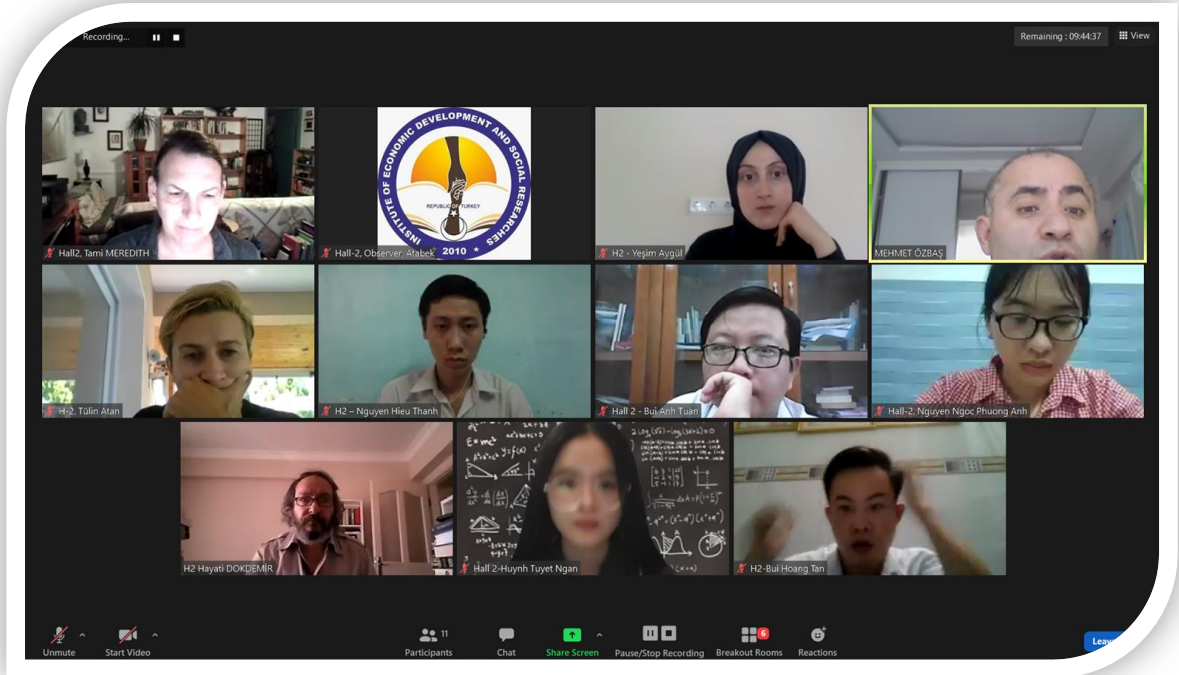 Recording...
Remaining : 09:44:37
View
INSTITUTE OF ECONOMIC DEVELOPMENT AND SOCIAL RESEARCHES
REPUBLIC OF TURKEY
2010
Hall2, Tami MEREDITH
Hall-2, Observer, Atabek
H2 - Yeşim Aygül
MEHMET ÖZBAŞ
H-2, Tülin Atan
H2 – Nguyen Hieu Thanh
Hall 2 - Bui Anh Tuan
Hall-2, Nguyen Ngoc Phuong Anh
E=mc²
y=f(x)
H2 Hayati DOKDEMİR
Hall 2-Huynh Tuyet Ngan
H2-Bui Hoang Tan
Unmute
Start Video
Participants
11
Chat
Share Screen
Pause/Stop Recording
Breakout Rooms
6
Reactions